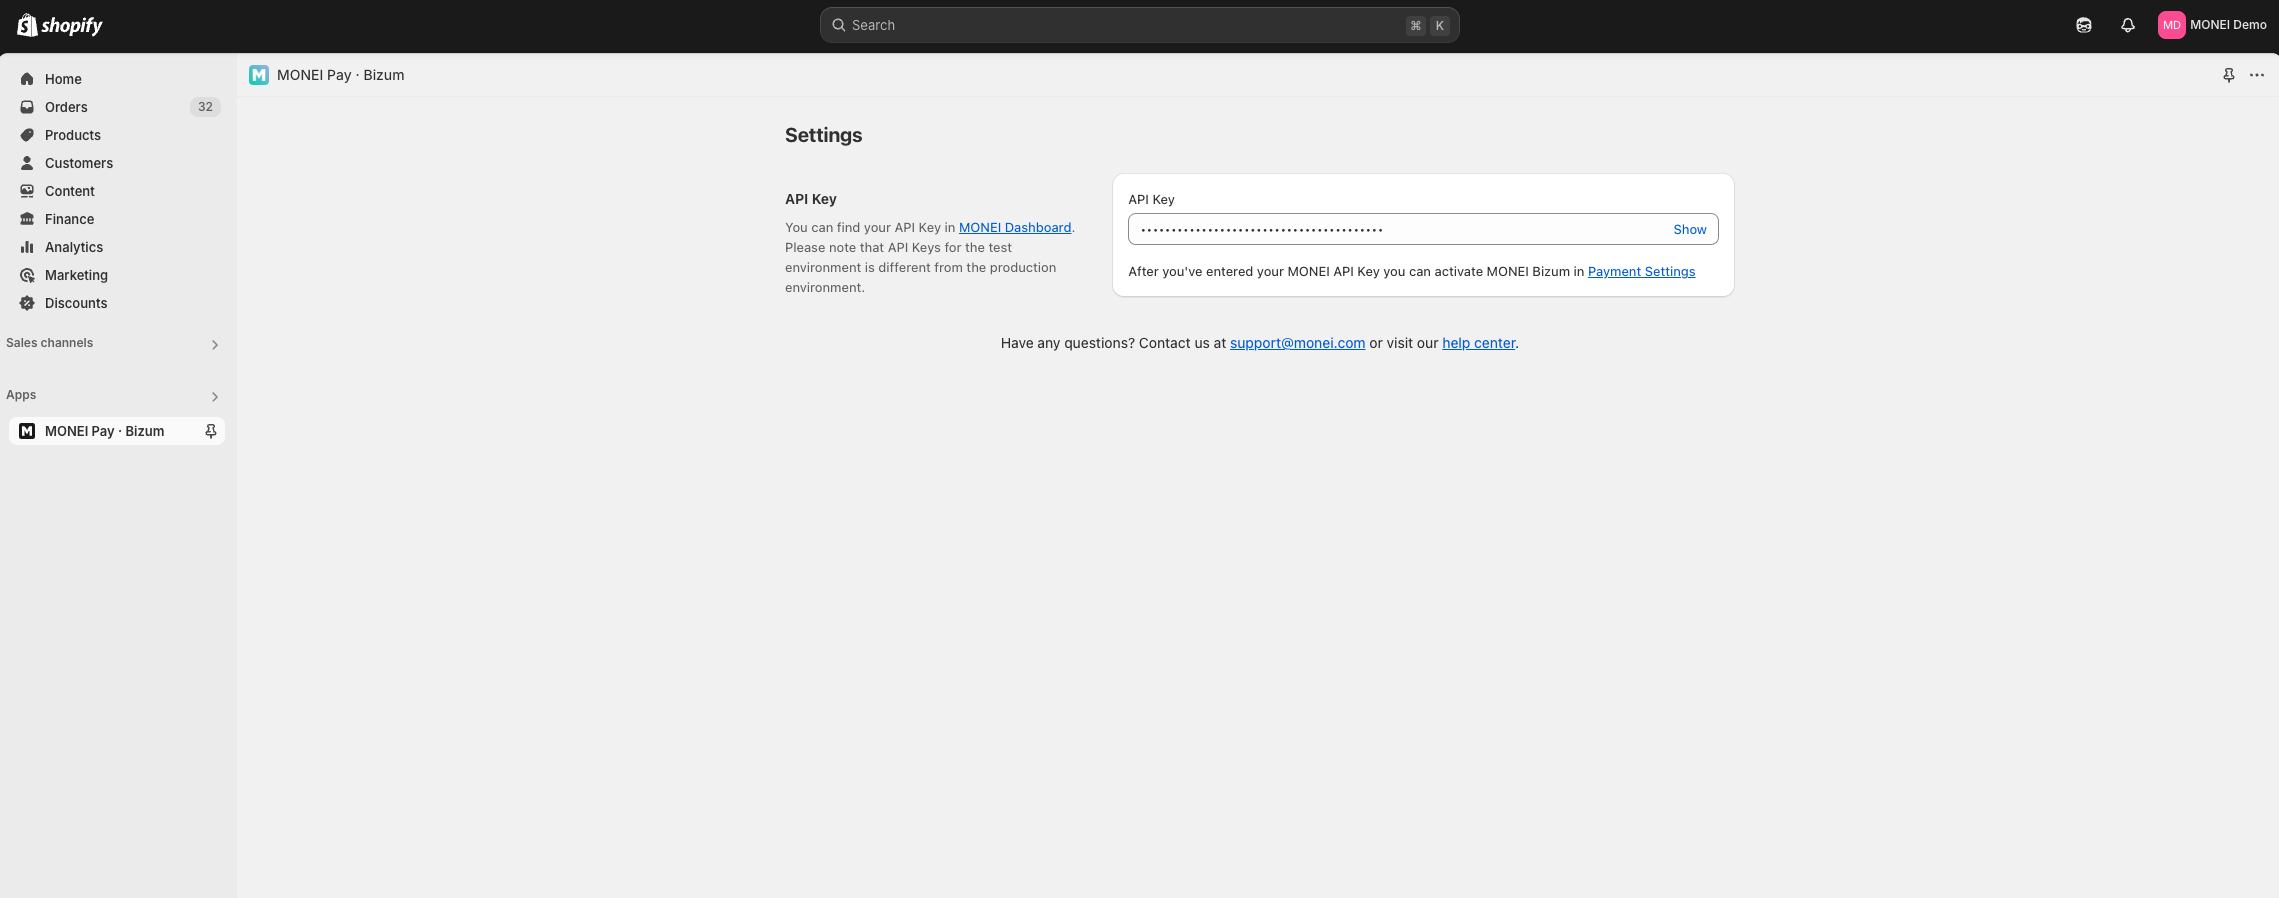 shopify
Search
⌘ K
MD MONEI Demo
Home
Orders 32
Products
Customers
Content
Finance
Analytics
Marketing
Discounts
Sales channels
Apps
MONEI Pay · Bizum
MONEI Pay · Bizum
Settings
API Key
You can find your API Key in MONEI Dashboard.
Please note that API Keys for the test
environment is different from the production
environment.
API Key
•••••••••••••••••••••••••••••••••••••••• Show
After you've entered your MONEI API Key you can activate MONEI Bizum in Payment Settings
Have any questions? Contact us at support@monei.com or visit our help center.